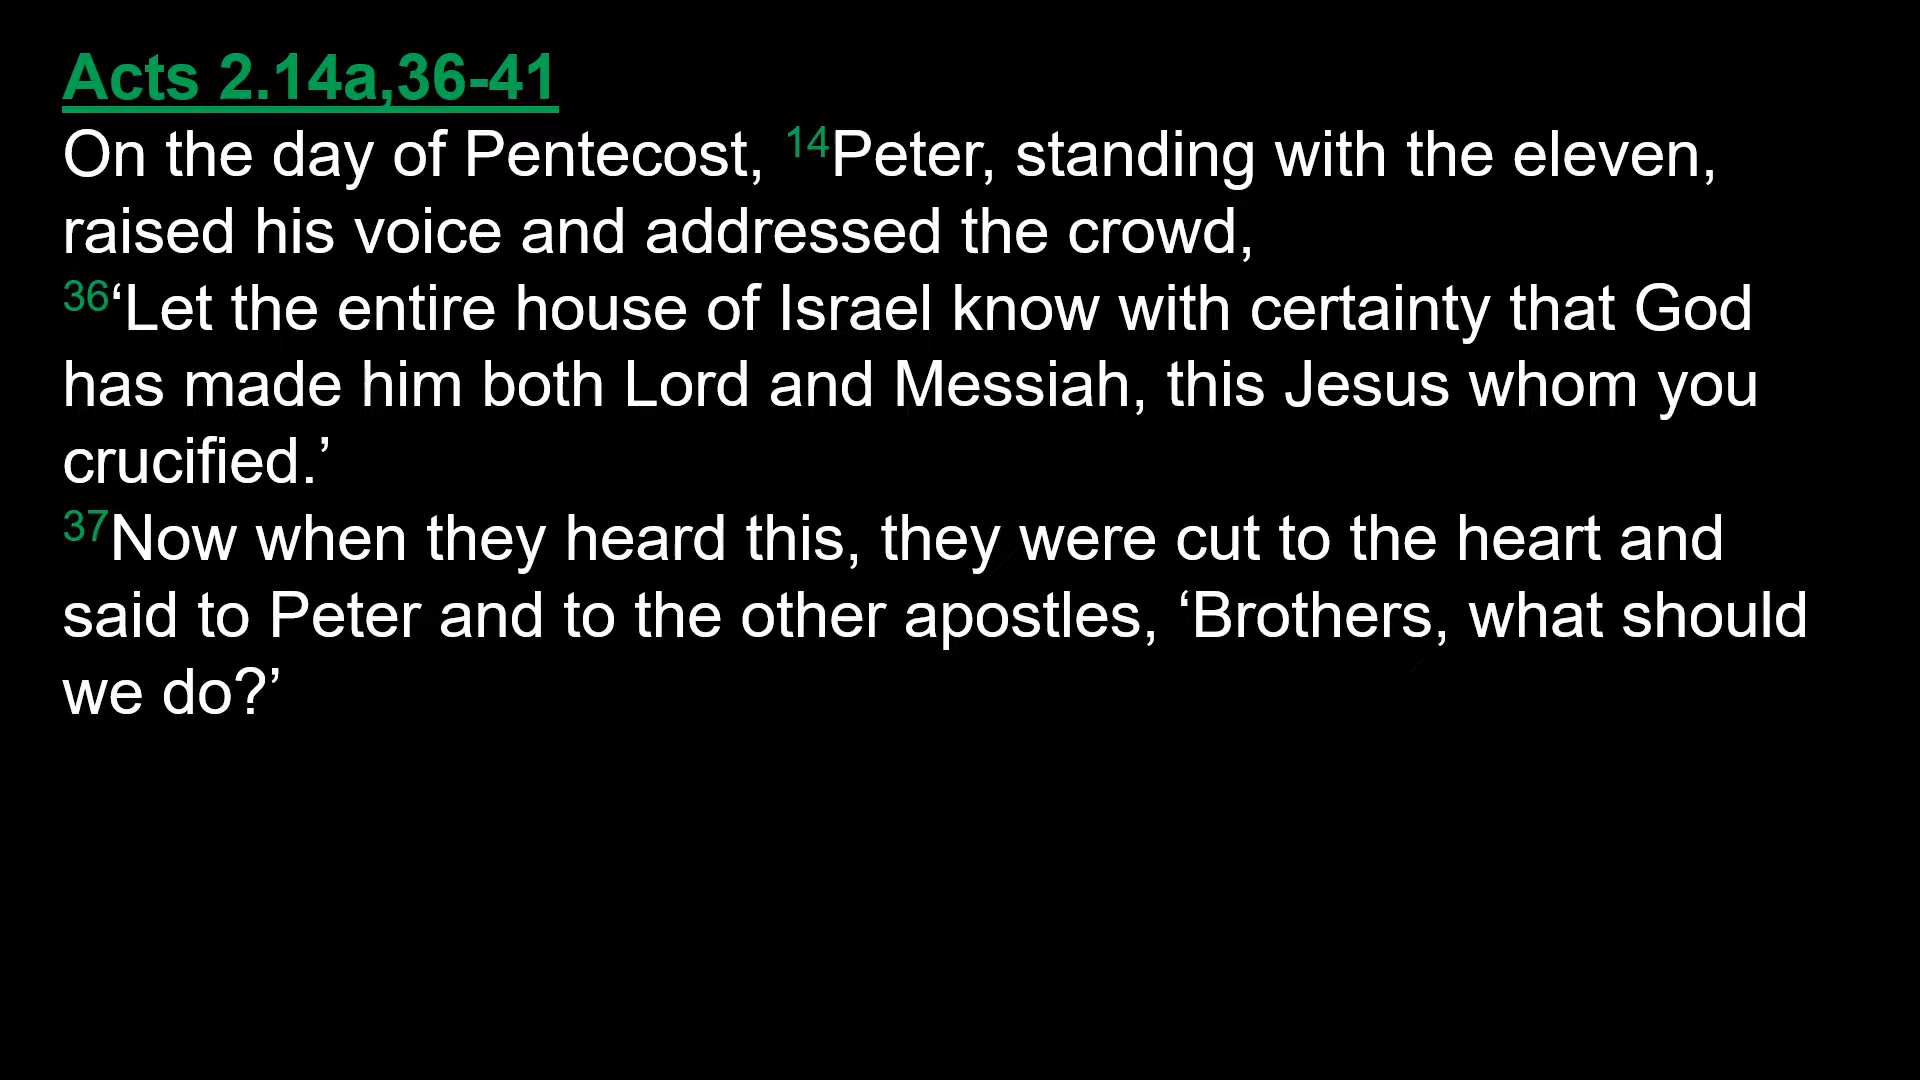 Acts 2.14a,36-41
On the day of Pentecost, 14Peter, standing with the eleven,
raised his voice and addressed the crowd,
36‘Let the entire house of Israel know with certainty that God
has made him both Lord and Messiah, this Jesus whom you
crucified.’
37Now when they heard this, they were cut to the heart and
said to Peter and to the other apostles, ‘Brothers, what should
we do?’